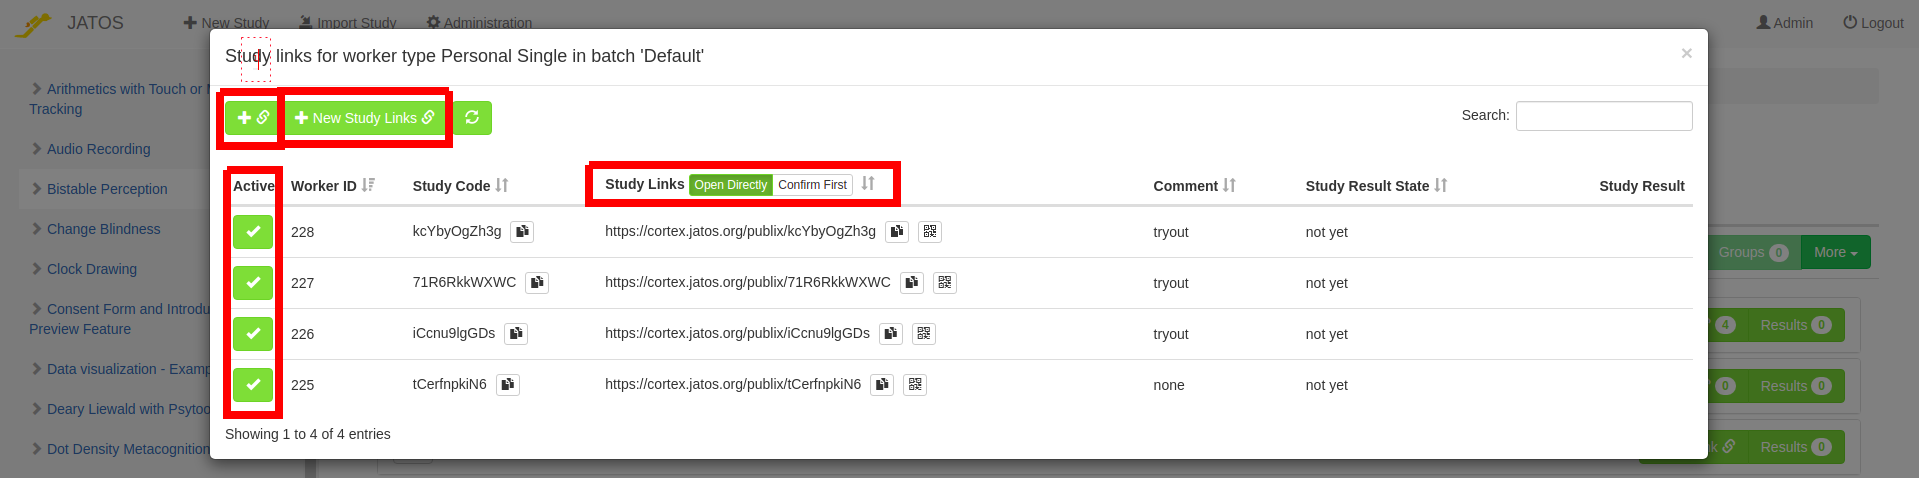 JATOS New Study Import Study Administration Admin Logout
Study links for worker type Personal Single in batch 'Default' ×
New Study Links Search:
Active Worker ID Study Code Study Links Open Directly Confirm First Comment Study Result State Study Result
228 kcYbyOgZh3g https://cortex.jatos.org/publix/kcYbyOgZh3g tryout not yet
227 71R6RkkWXWC https://cortex.jatos.org/publix/71R6RkkWXWC tryout not yet
226 iCcnu9lgGDs https://cortex.jatos.org/publix/iCcnu9lgGDs tryout not yet
225 tCerfnpkiN6 https://cortex.jatos.org/publix/tCerfnpkiN6 none not yet
Showing 1 to 4 of 4 entries
Arithmetics with Touch or
Tracking
Audio Recording
Bistable Perception
Change Blindness
Clock Drawing
Consent Form and
Preview Feature
Data visualization -
Deary Liewald with
Dot Density Metacognition
Groups 0 More
4 Results 0
0 Results 0
Results 0